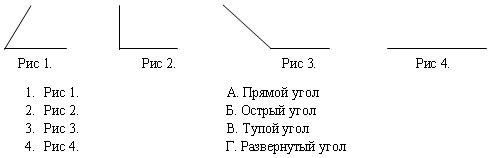 Рис 1. Рис 2. Рис 3. Рис 4.
1. Рис 1. А. Прямой угол
2. Рис 2. Б. Острый угол
3. Рис 3. В. Тупой угол
4. Рис 4. Г. Развернутый угол